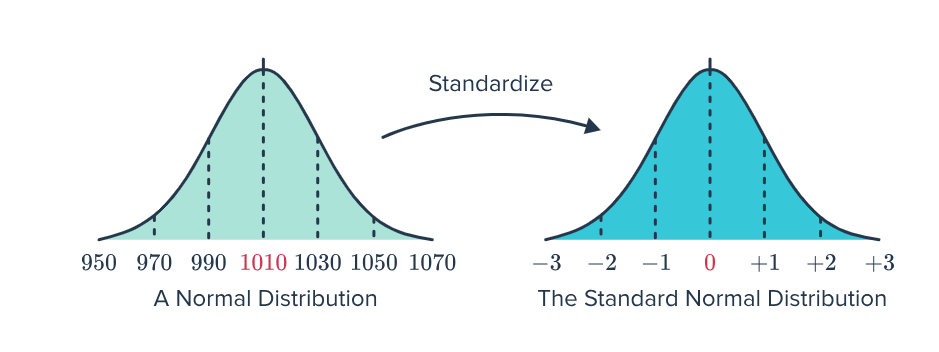 Standardize
950 970 990 1010 1030 1050 1070
−3 −2 −1 0 +1 +2 +3
A Normal Distribution
The Standard Normal Distribution